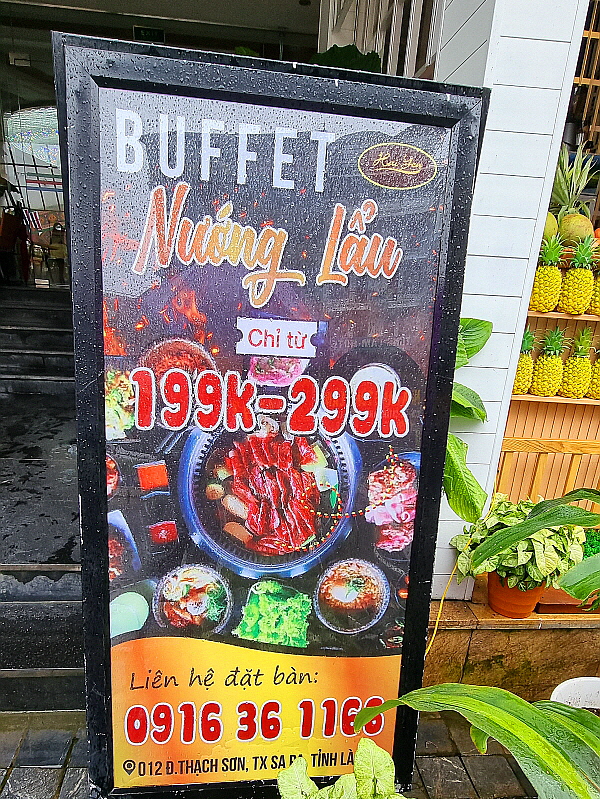 BUFFET
Nướng Lẩu
Chỉ từ
199K-299K
Liên hệ đặt bàn:
0916 36 1166
012 Đ.THẠCH SƠN, TX SA PA, TỈNH LÀ